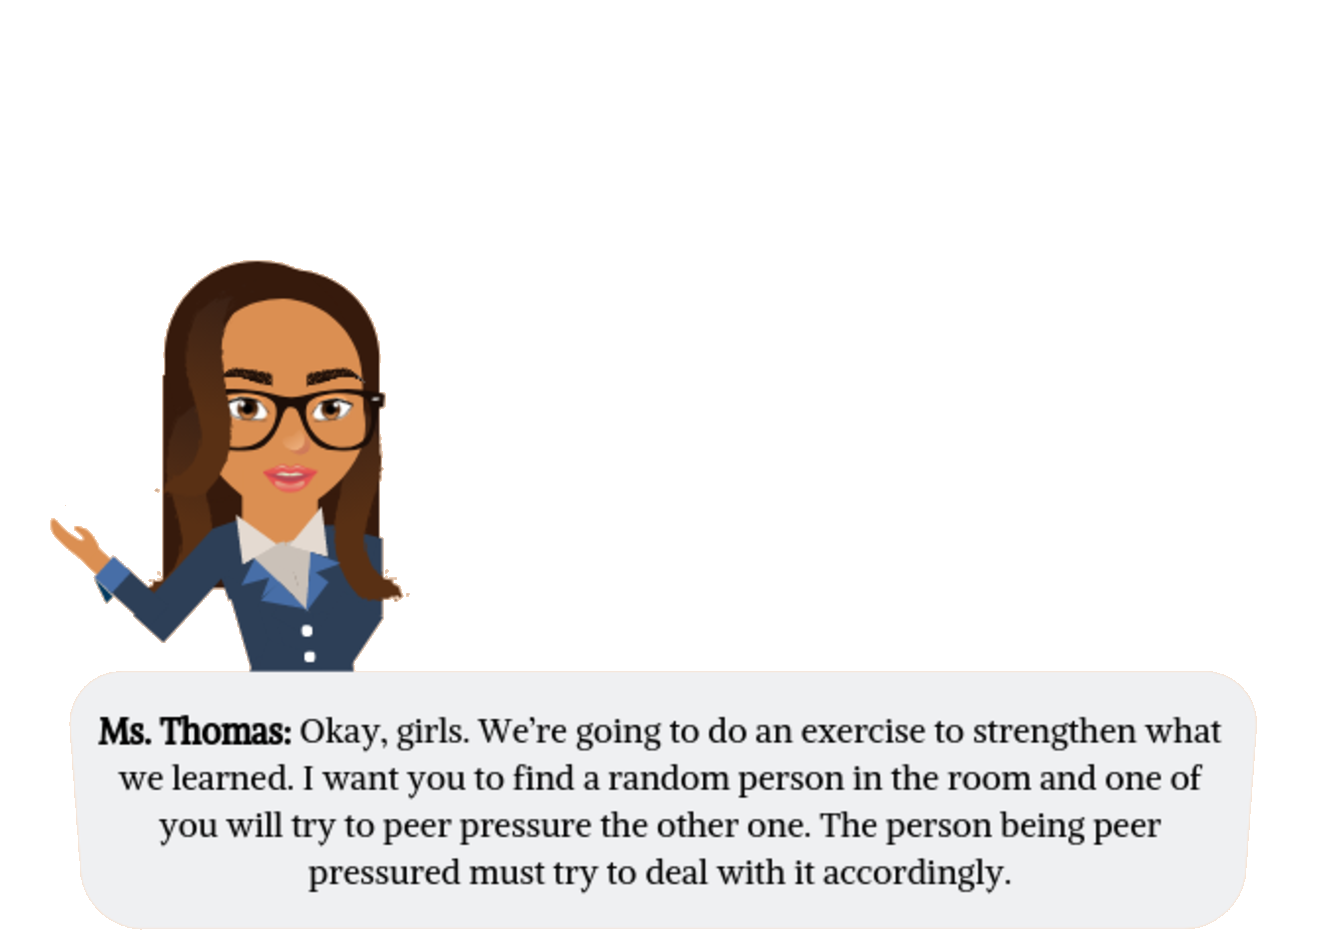 Ms. Thomas: Okay, girls. We’re going to do an exercise to strengthen what
we learned. I want you to find a random person in the room and one of
you will try to peer pressure the other one. The person being peer
pressured must try to deal with it accordingly.